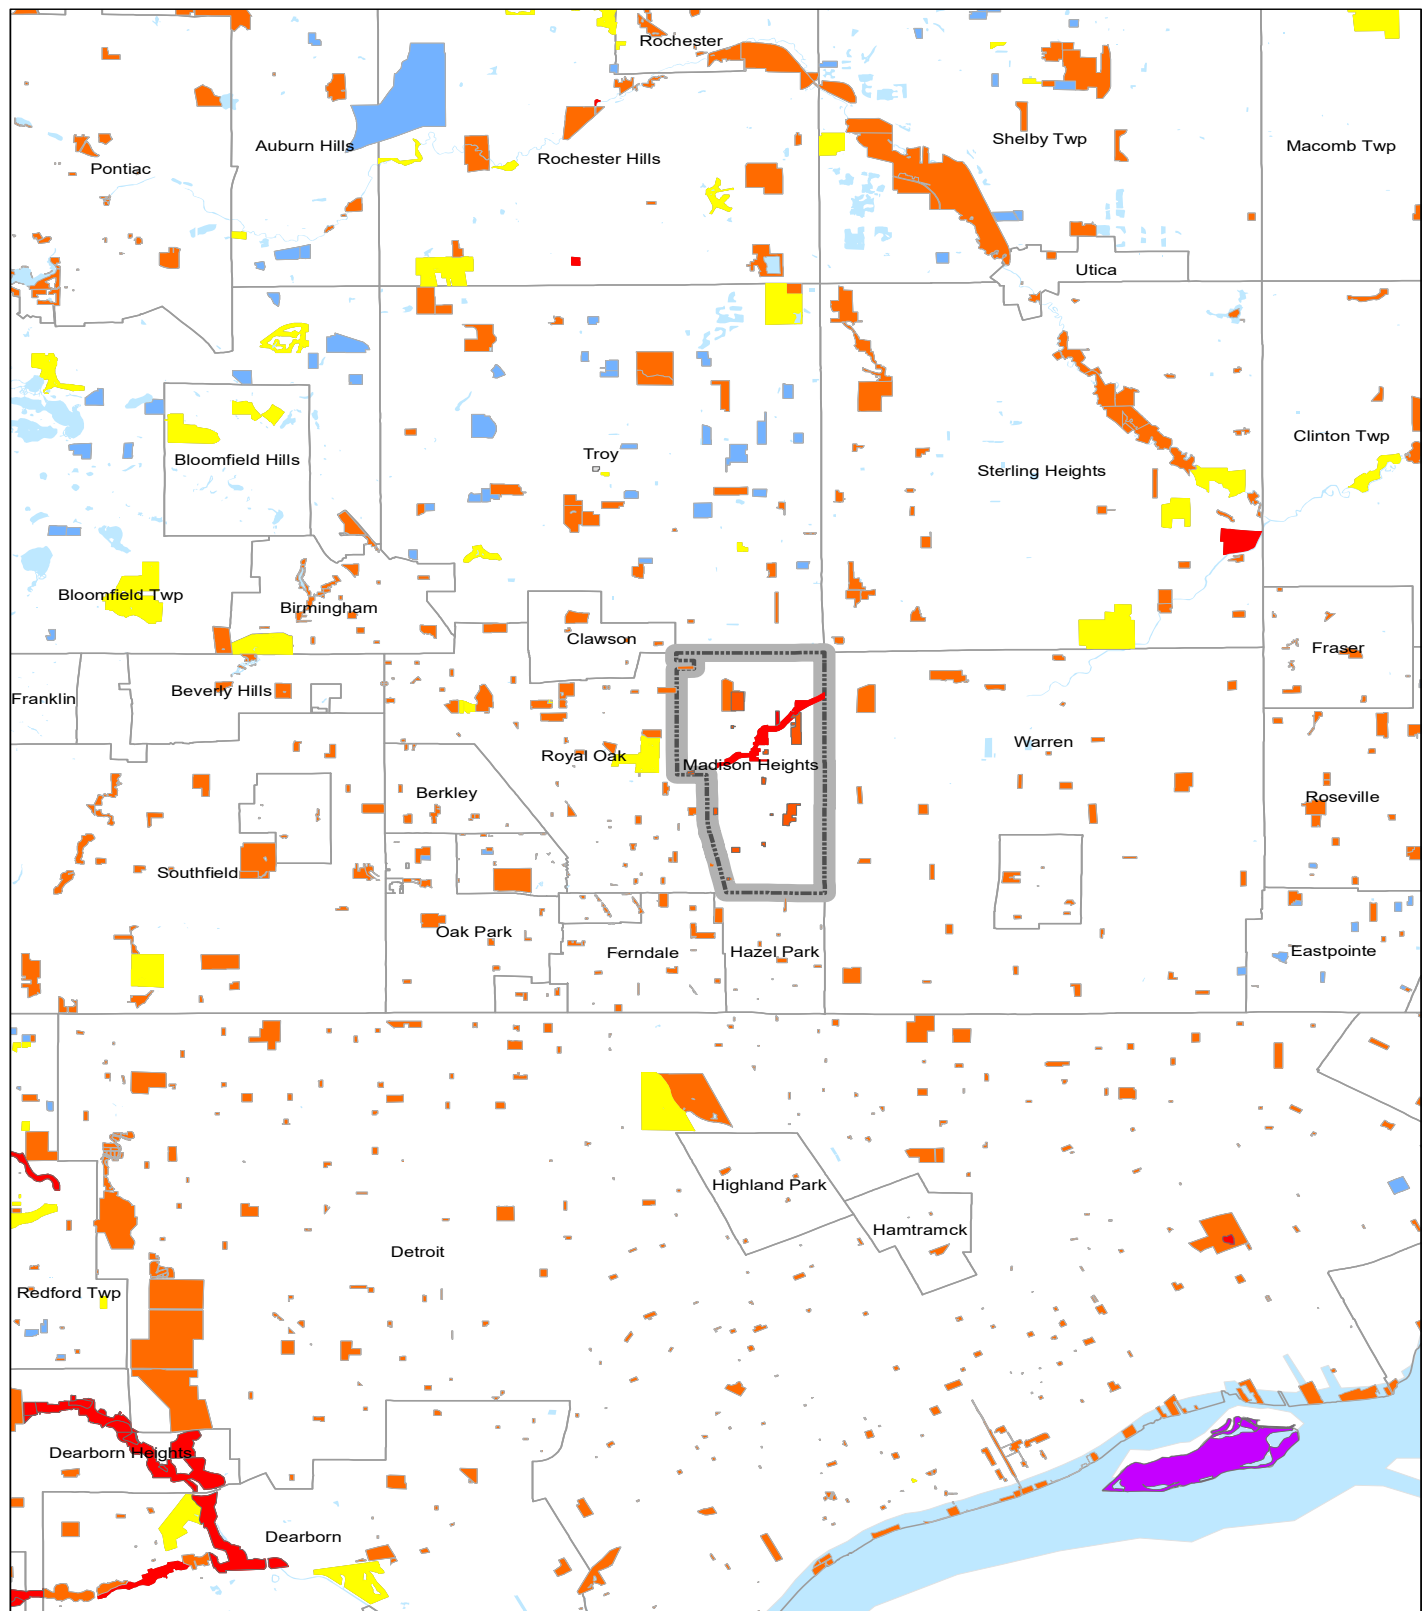 Rochester
Shelby Twp
Auburn Hills
Macomb Twp
Rochester Hills
Pontiac
Utica
Clinton Twp
Troy
Bloomfield Hills
Sterling Heights
Bloomfield Twp
Birmingham
Clawson
Fraser
Beverly Hills
Franklin
Warren
Royal Oak
Madison Heights
Berkley
Roseville
Southfield
Oak Park
Eastpointe
Ferndale
Hazel Park
Highland Park
Hamtramck
Detroit
Redford Twp
Dearborn Heights
Dearborn